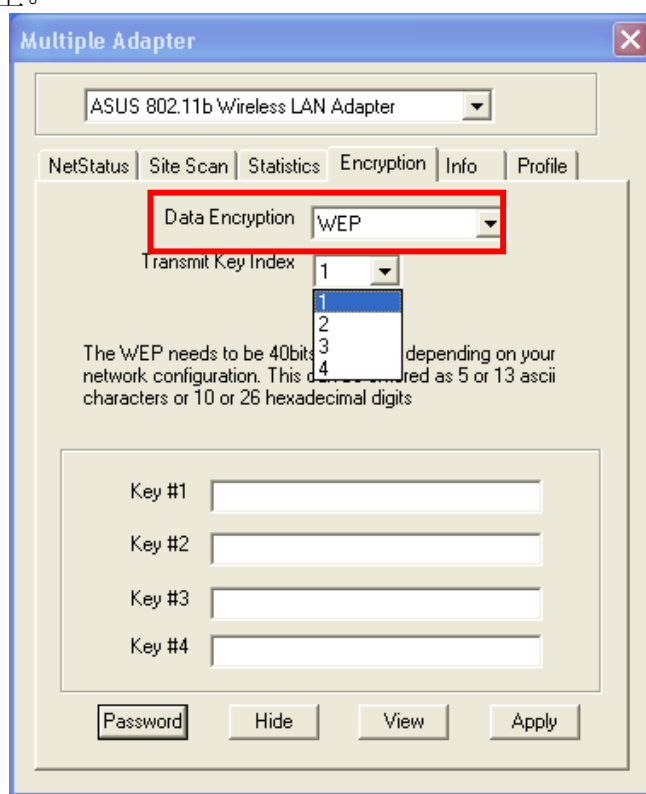 Multiple Adapter
ASUS 802.11b Wireless LAN Adapter
NetStatus Site Scan Statistics Encryption Info Profile
Data Encryption WEP
Transmit Key Index 1
1
2
3
4
The WEP needs to be 40bits depending on your
network configuration. This entered as 5 or 13 ascii
characters or 10 or 26 hexadecimal digits
Key #1
Key #2
Key #3
Key #4
Password Hide View Apply